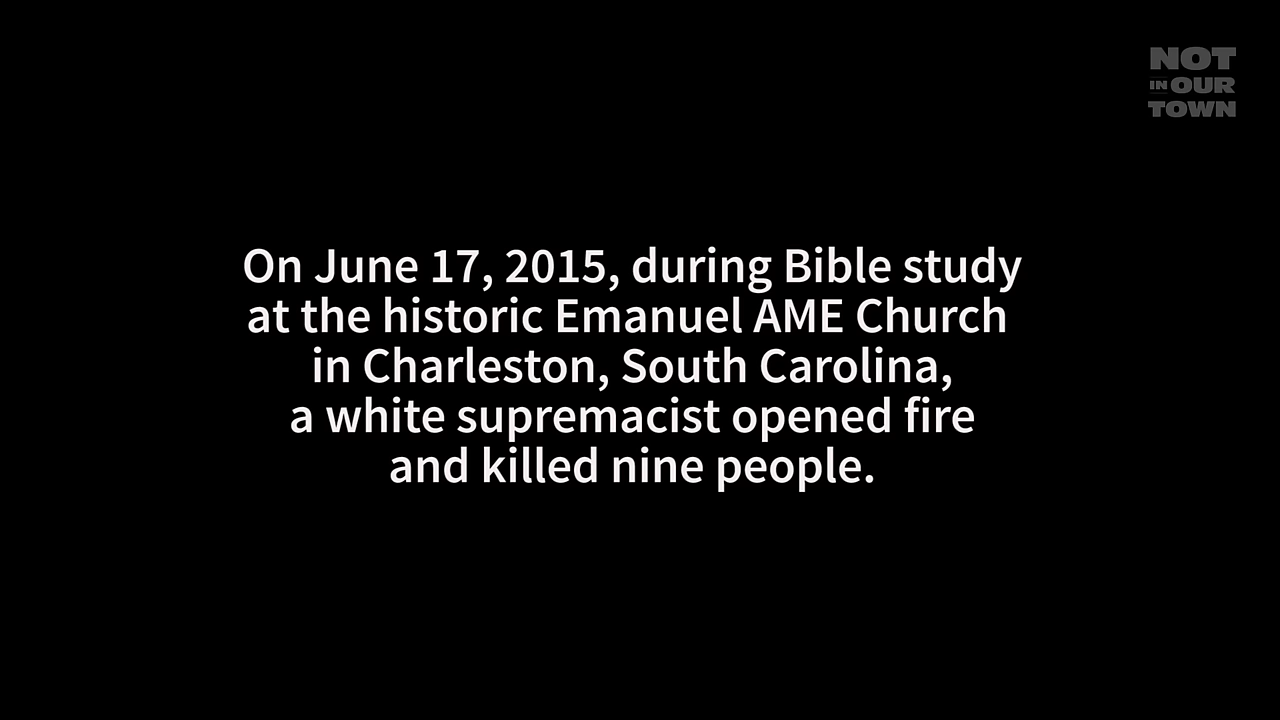 NOT
IN OUR
TOWN
On June 17, 2015, during Bible study
at the historic Emanuel AME Church
in Charleston, South Carolina,
a white supremacist opened fire
and killed nine people.